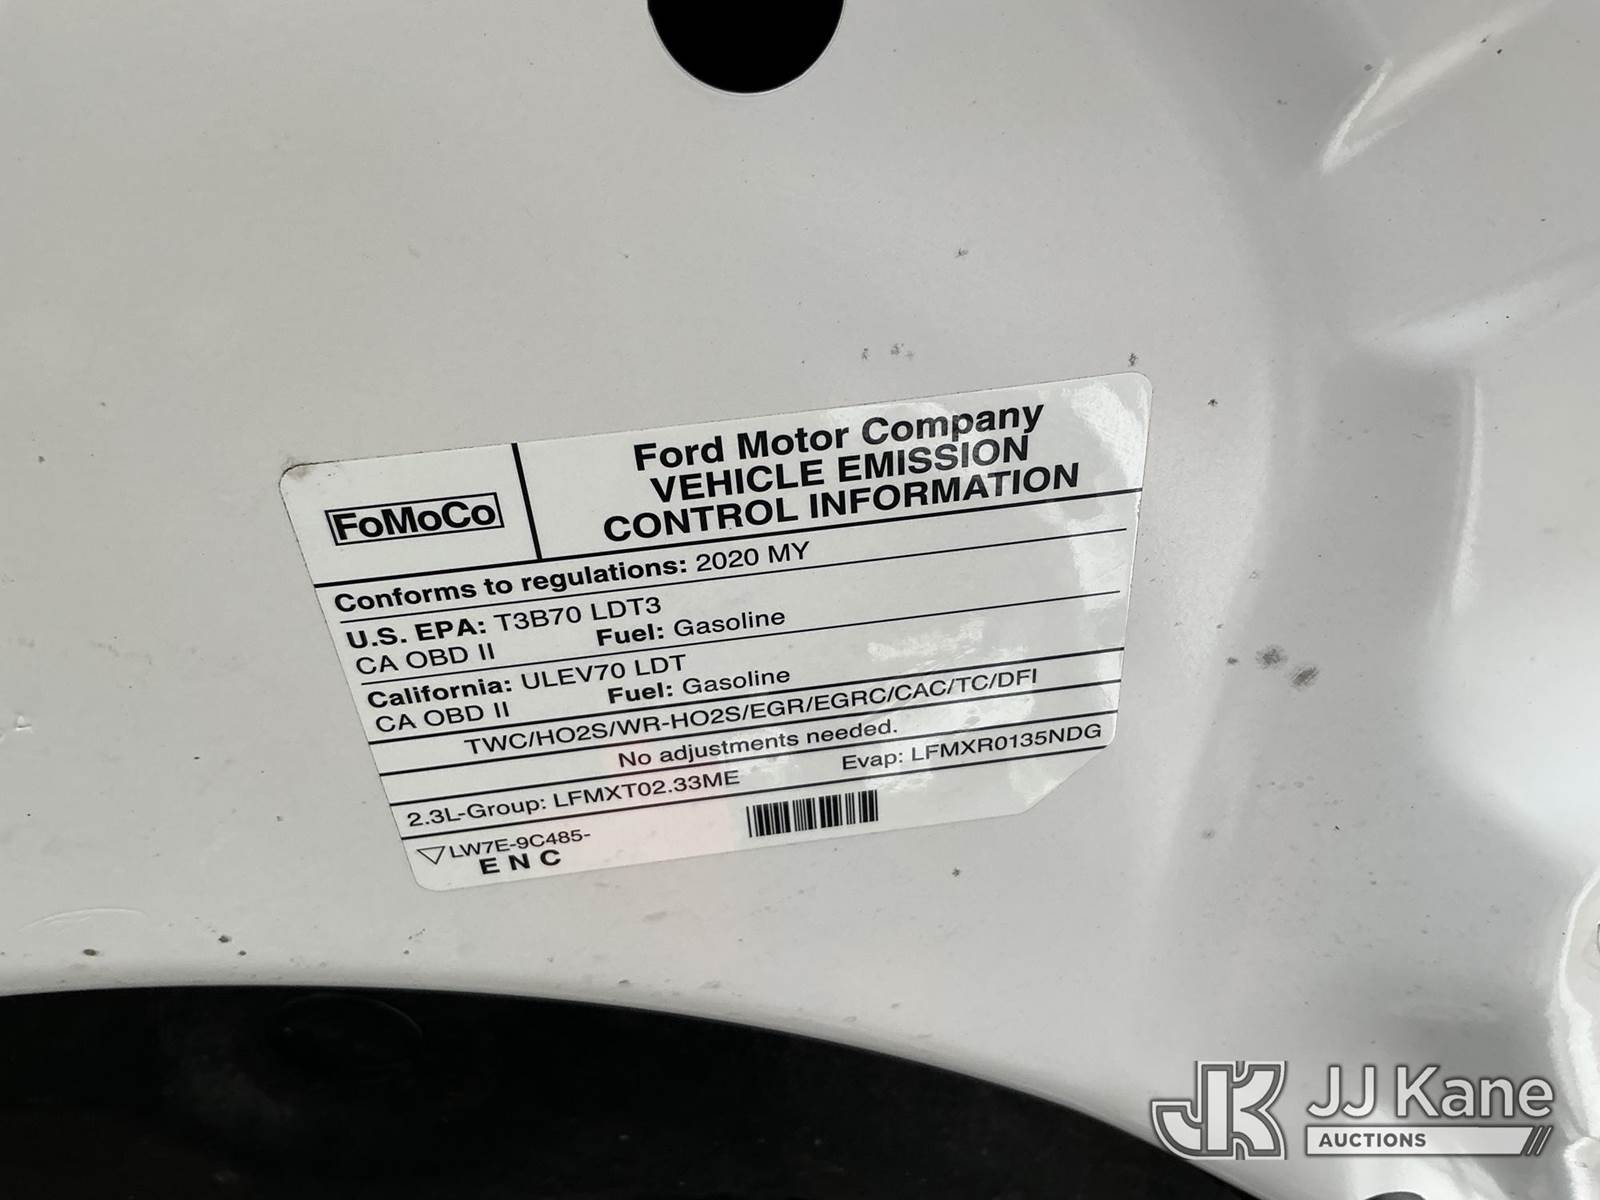 FoMoCo
Ford Motor Company
VEHICLE EMISSION
CONTROL INFORMATION
Conforms to regulations: 2020 MY
U.S. EPA: T3B70 LDT3
CA OBD II Fuel: Gasoline
California: ULEV70 LDT
CA OBD II Fuel: Gasoline
TWC/HO2S/WR-HO2S/EGR/EGRC/CAC/TC/DFI
No adjustments needed.
2.3L-Group: LFMXT02.33ME Evap: LFMXR0135NDG
LW7E-9C485-
E N C
JK JJ Kane
AUCTIONS